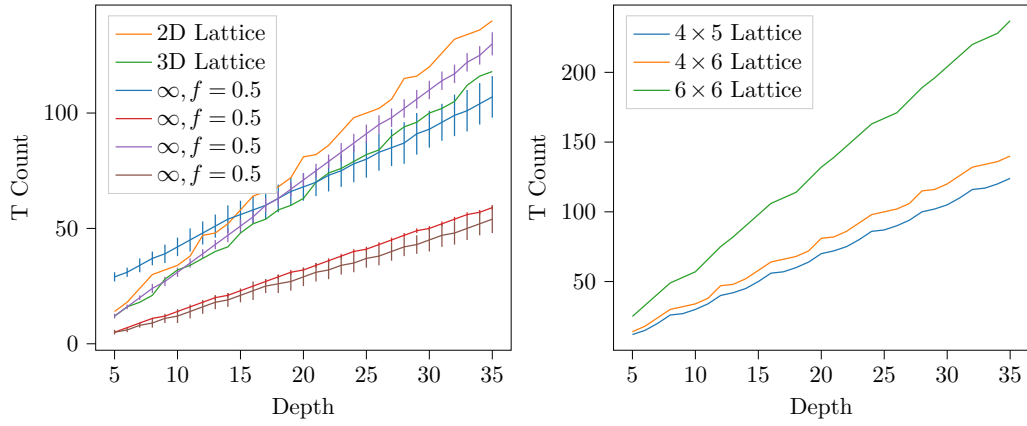 2D Lattice
3D Lattice
∞, f = 0.5
∞, f = 0.5
∞, f = 0.5
∞, f = 0.5
100
50
0
T Count
5 10 15 20 25 30 35
Depth
4 × 5 Lattice
4 × 6 Lattice
6 × 6 Lattice
200
150
100
50
T Count
5 10 15 20 25 30 35
Depth